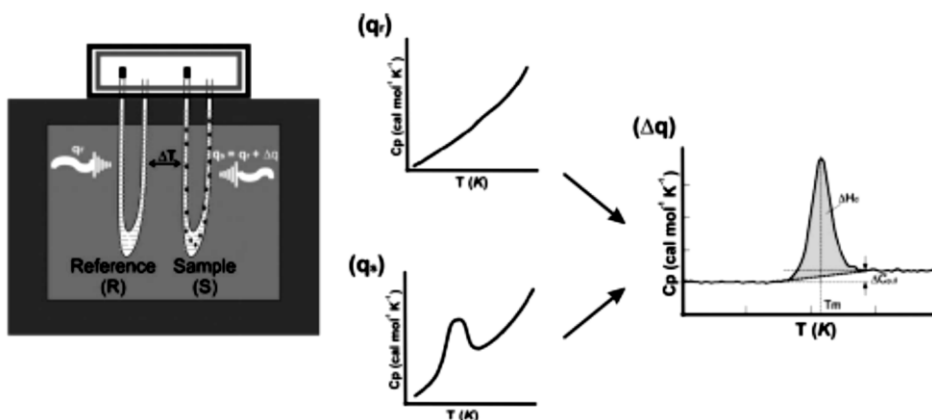 qᵣ
ΔT
qₛ = qᵣ + Δq
Reference
(R)
Sample
(S)
(qᵣ)
Cp (cal mol⁻¹ K⁻¹)
T (K)
(qₛ)
Cp (cal mol⁻¹ K⁻¹)
T (K)
(Δq)
Cp (cal mol⁻¹ K⁻¹)
Tm
T (K)